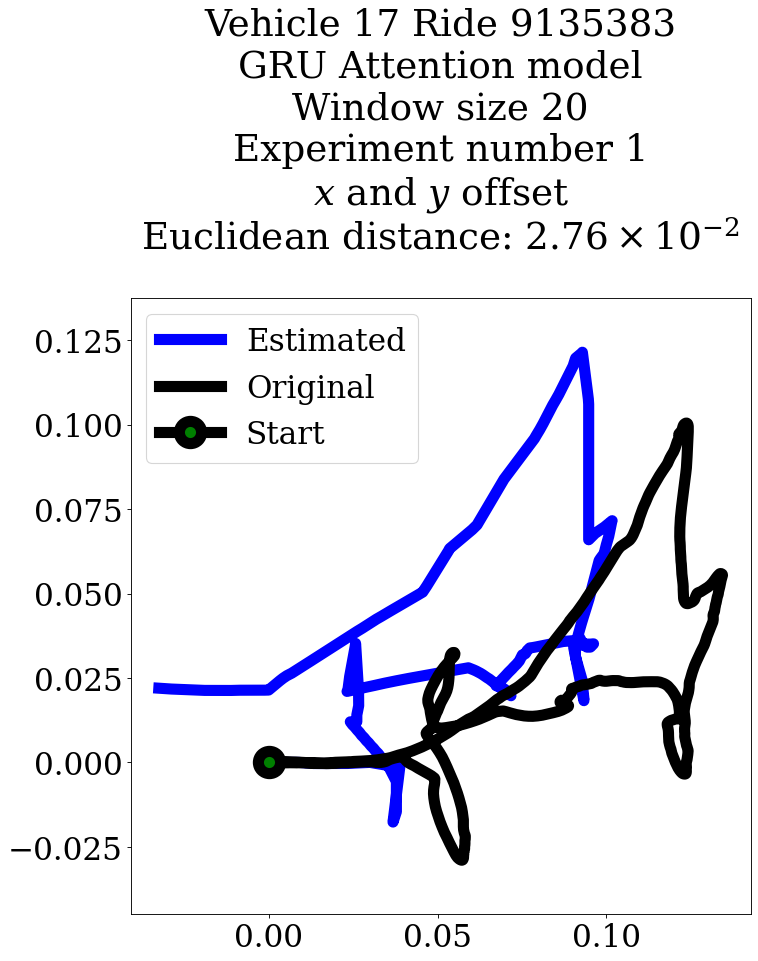 Vehicle 17 Ride 9135383
GRU Attention model
Window size 20
Experiment number 1
x and y offset
Euclidean distance: 2.76 × 10⁻²
Estimated
Original
Start
0.125
0.100
0.075
0.050
0.025
0.000
−0.025
0.00 0.05 0.10